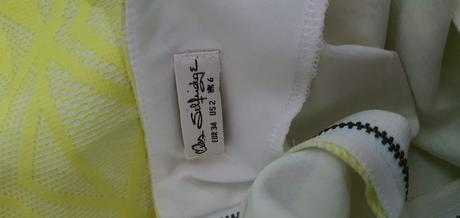 Miss Selfridge
EUR 34 US 2 UK 6